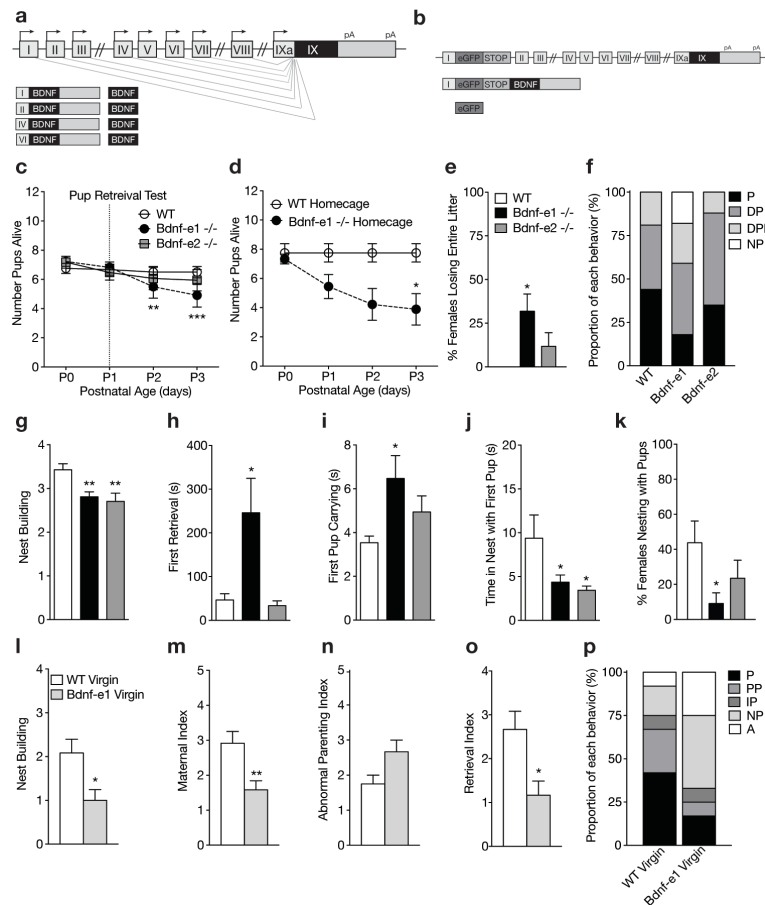 a
I II III // IV V VI VII // VIII IXa IX pA pA
I BDNF BDNF
II BDNF BDNF
IV BDNF BDNF
VI BDNF BDNF
b
I eGFP STOP II III // IV V VI VII // VIII IXa IX pA pA
I eGFP STOP BDNF
eGFP
c
Pup Retreival Test
WT
Bdnf-e1 -/-
Bdnf-e2 -/-
Number Pups Alive
12
10
8
6
4
2
0
** ***
P0 P1 P2 P3
Postnatal Age (days)
d
WT Homecage
Bdnf-e1 -/- Homecage
Number Pups Alive
12
10
8
6
4
2
0
*
P0 P1 P2 P3
Postnatal Age (days)
e
WT
Bdnf-e1 -/-
Bdnf-e2 -/-
% Females Losing Entire Litter
100
75
50
25
0
*
f
Proportion of each behavior (%)
100
75
50
25
0
P
DP
NP
WT Bdnf-e1 Bdnf-e2
g
Nest Building
4
3
2
1
0
** **
h
First Retrieval (s)
400
300
200
100
0
*
i
First Pup Carrying (s)
8
6
4
2
0
*
j
Time in Nest with First Pup (s)
20
15
10
5
0
* *
k
% Females Nesting with Pups
100
80
60
40
20
0
*
l
WT Virgin
Bdnf-e1 Virgin
Nest Building
4
3
2
1
0
*
m
Maternal Index
5
4
3
2
1
0
**
n
Abnormal Parenting Index
5
4
3
2
1
0
o
Retrieval Index
4
3
2
1
0
*
p
Proportion of each behavior (%)
100
75
50
25
0
P
PP
IP
NP
A
WT Virgin Bdnf-e1 Virgin